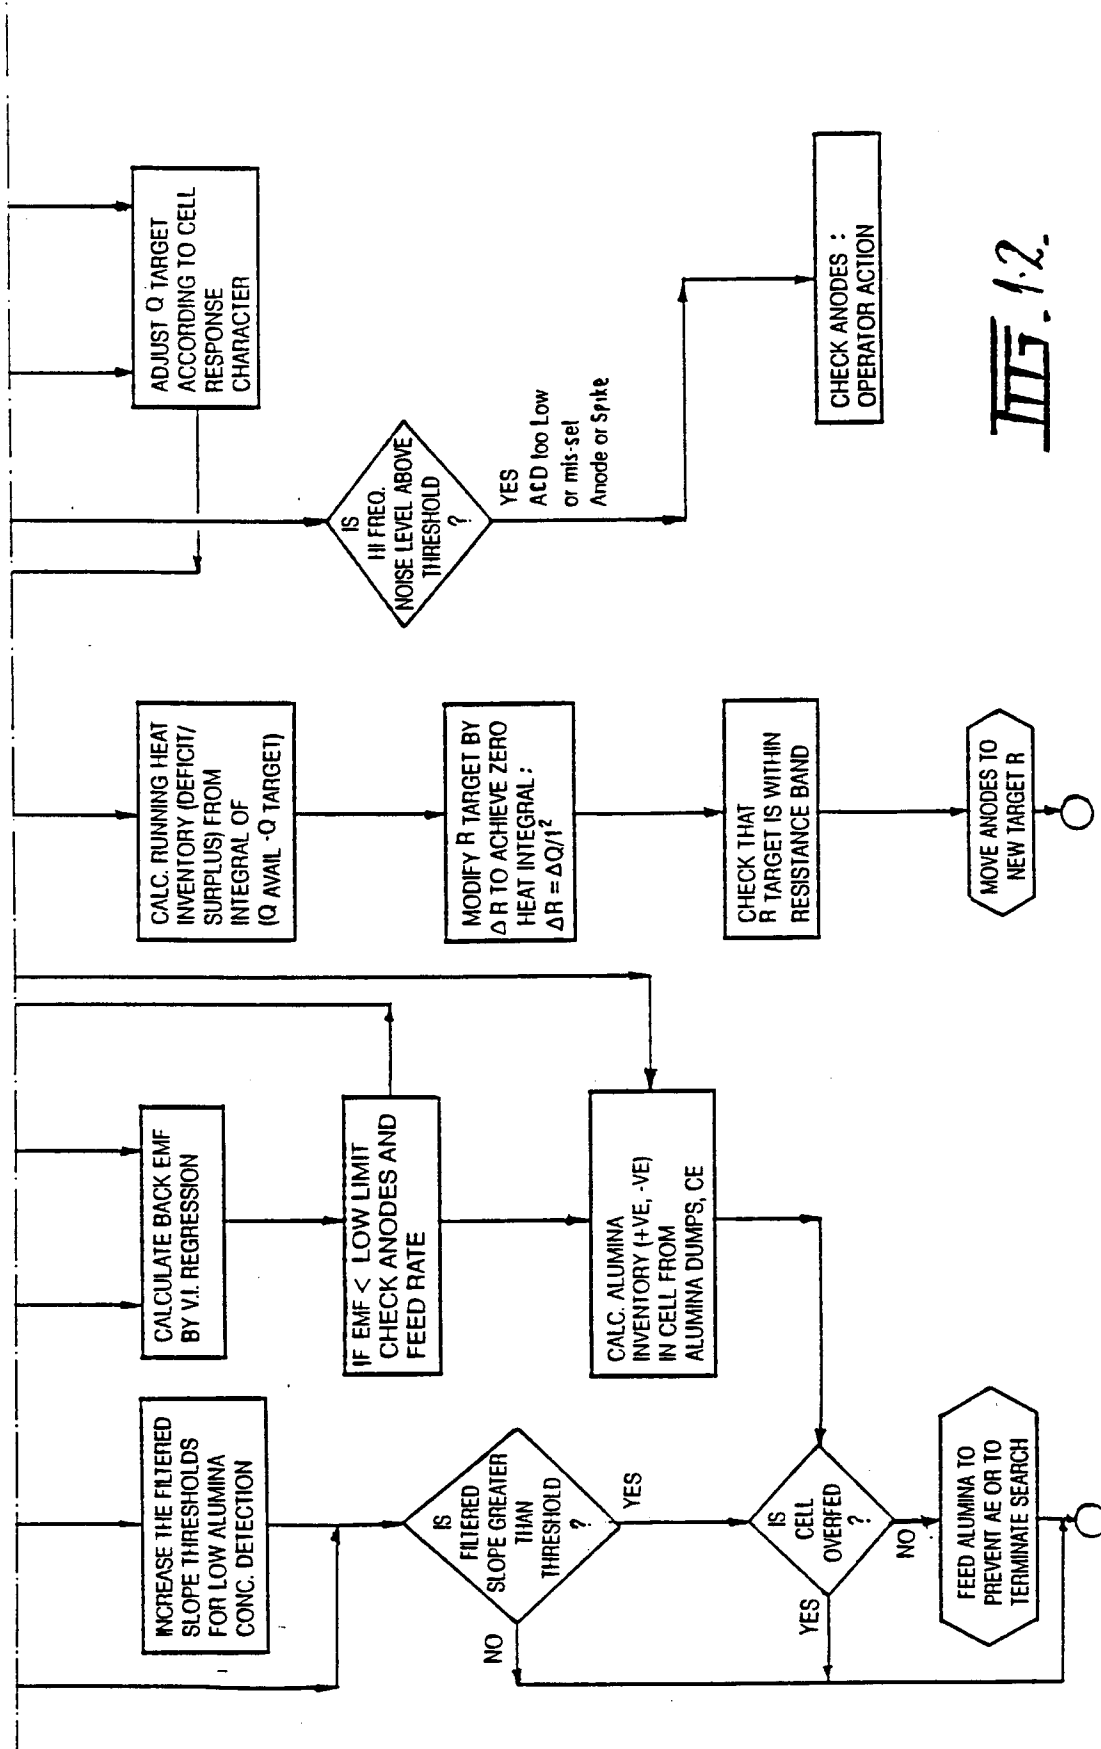 INCREASE THE FILTERED
SLOPE THRESHOLDS
FOR LOW ALUMINA
CONC. DETECTION
IS
FILTERED
SLOPE GREATER
THAN
THRESHOLD
?
NO
YES
IS
CELL
OVERFED
?
YES
NO
FEED ALUMINA TO
PREVENT AE OR TO
TERMINATE SEARCH
CALCULATE BACK EMF
BY V.I. REGRESSION
IF EMF < LOW LIMIT
CHECK ANODES AND
FEED RATE
CALC. ALUMINA
INVENTORY (+VE, -VE)
IN CELL FROM
ALUMINA DUMPS, CE
CALC. RUNNING HEAT
INVENTORY (DEFICIT/
SURPLUS) FROM
INTEGRAL OF
(Q AVAIL -Q TARGET)
MODIFY R TARGET BY
Δ R TO ACHIEVE ZERO
HEAT INTEGRAL:
ΔR = ΔQ/I²
CHECK THAT
R TARGET IS WITHIN
RESISTANCE BAND
MOVE ANODES TO
NEW TARGET R
ADJUST Q TARGET
ACCORDING TO CELL
RESPONSE
CHARACTER
IS
HI FREQ.
NOISE LEVEL ABOVE
THRESHOLD
?
YES
ACD too Low
or mis-set
Anode or Spike
CHECK ANODES :
OPERATOR ACTION
FIG. 1.2.